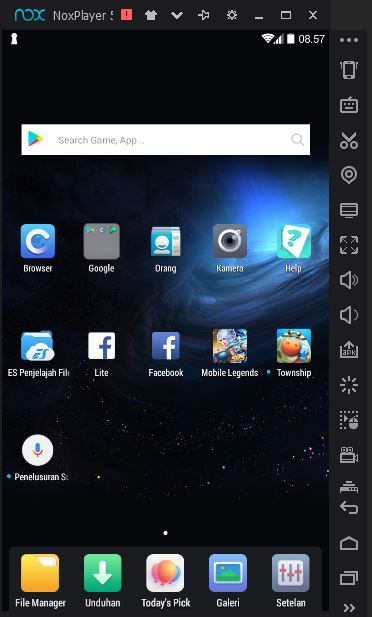 nox NoxPlayer
08.57
Search Game, App...
Browser Google Orang Kamera Help
ES Penjelajah File Lite Facebook Mobile Legends Township
Penelusuran Su
File Manager Unduhan Today's Pick Galeri Setelan